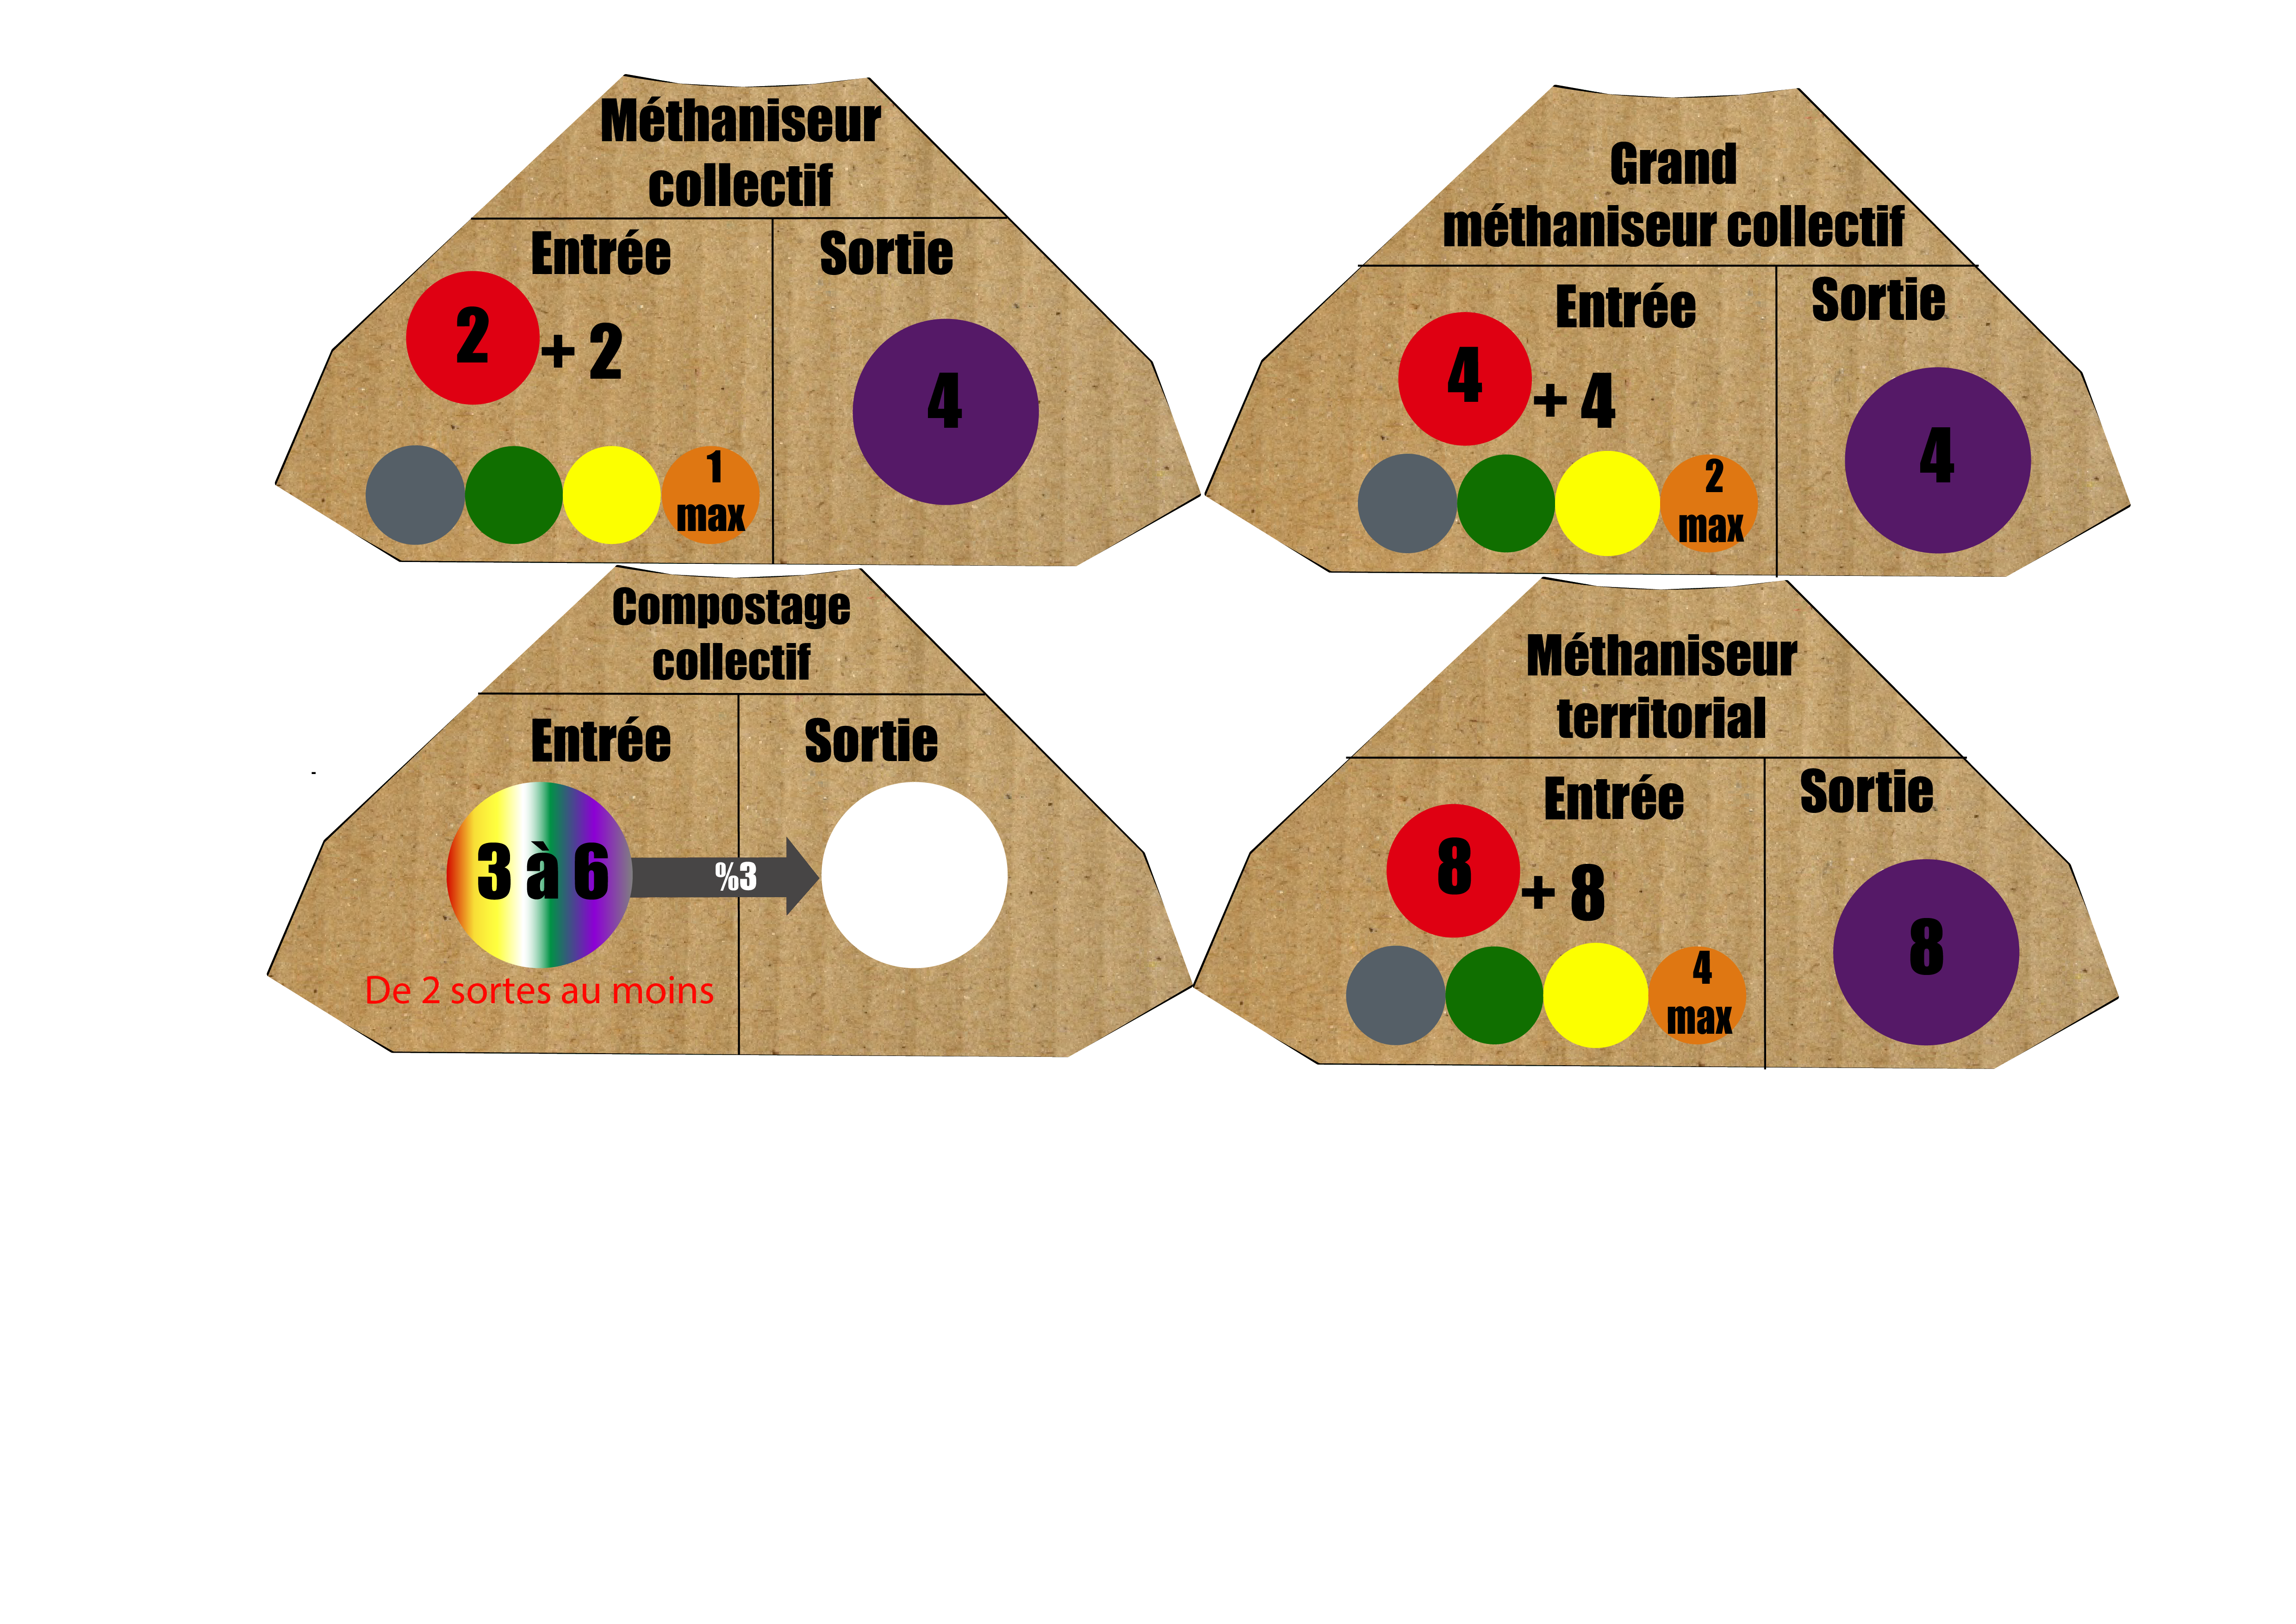 Méthaniseur
collectif
Entrée
Sortie
2 + 2
4
1
max
Grand
méthaniseur collectif
Entrée
Sortie
4 + 4
4
2
max
Compostage
collectif
Entrée
Sortie
3 à 6
%3
De 2 sortes au moins
-
Méthaniseur
territorial
Entrée
Sortie
8 + 8
8
4
max